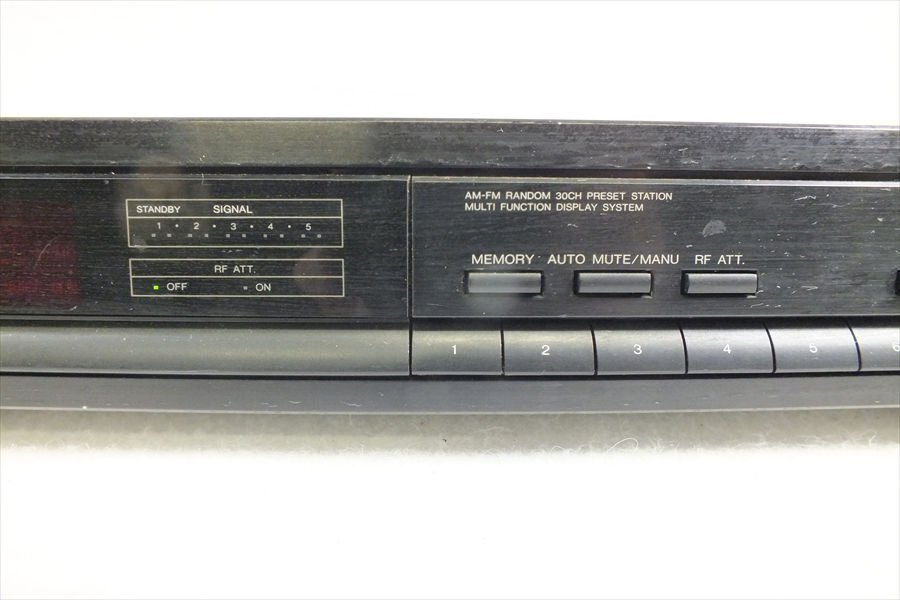 STANDBY SIGNAL
1 • 2 • 3 • 4 • 5
RF ATT.
OFF ON
AM-FM RANDOM 30CH PRESET STATION
MULTI FUNCTION DISPLAY SYSTEM
MEMORY AUTO MUTE/MANU RF ATT.
1 2 3 4 5 6